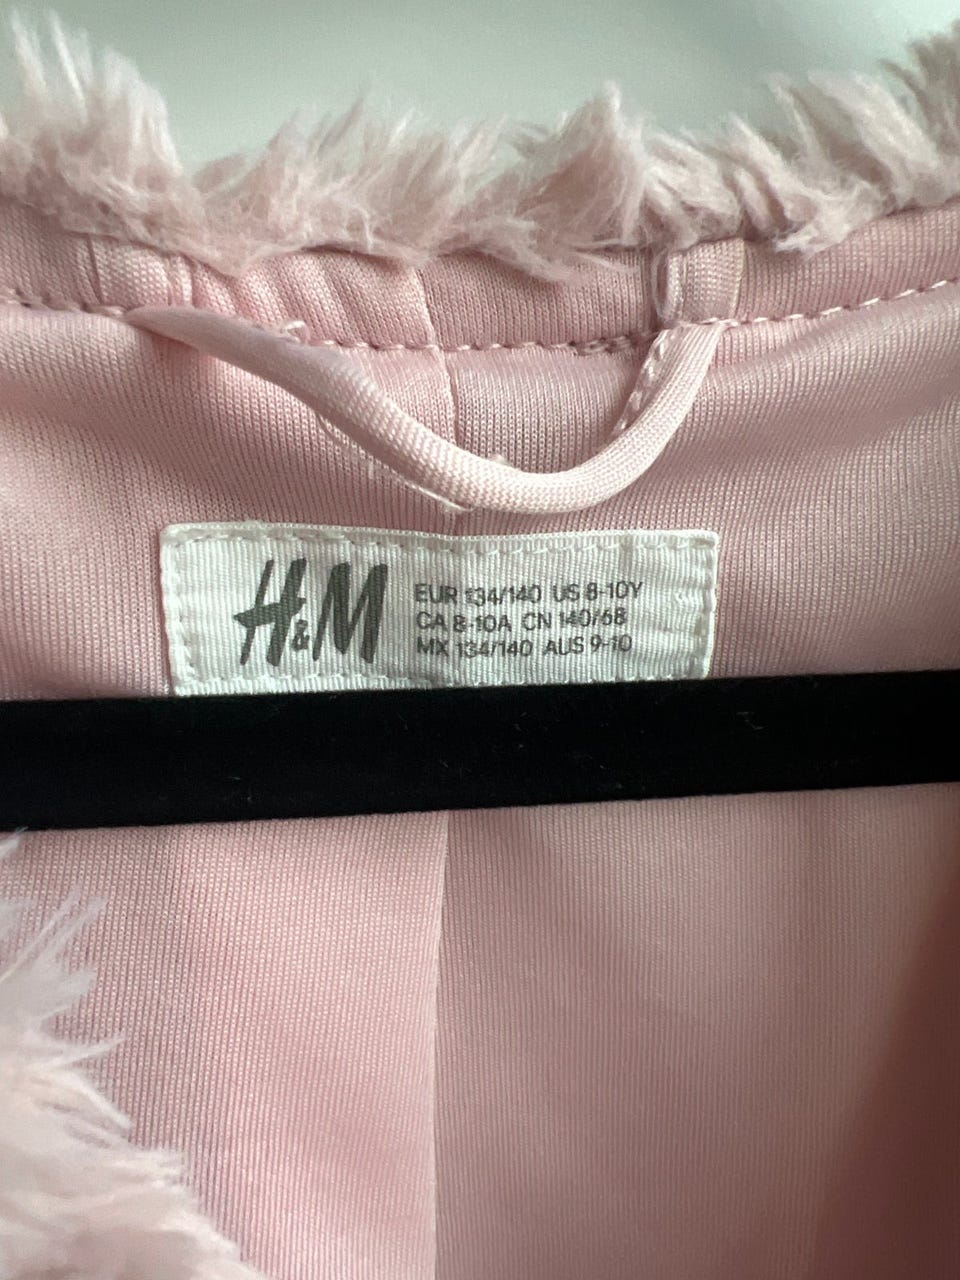 H&M
EUR 134/140 US 8-10Y
CA 8-10A CN 140/68
MX 134/140 AUS 9-10